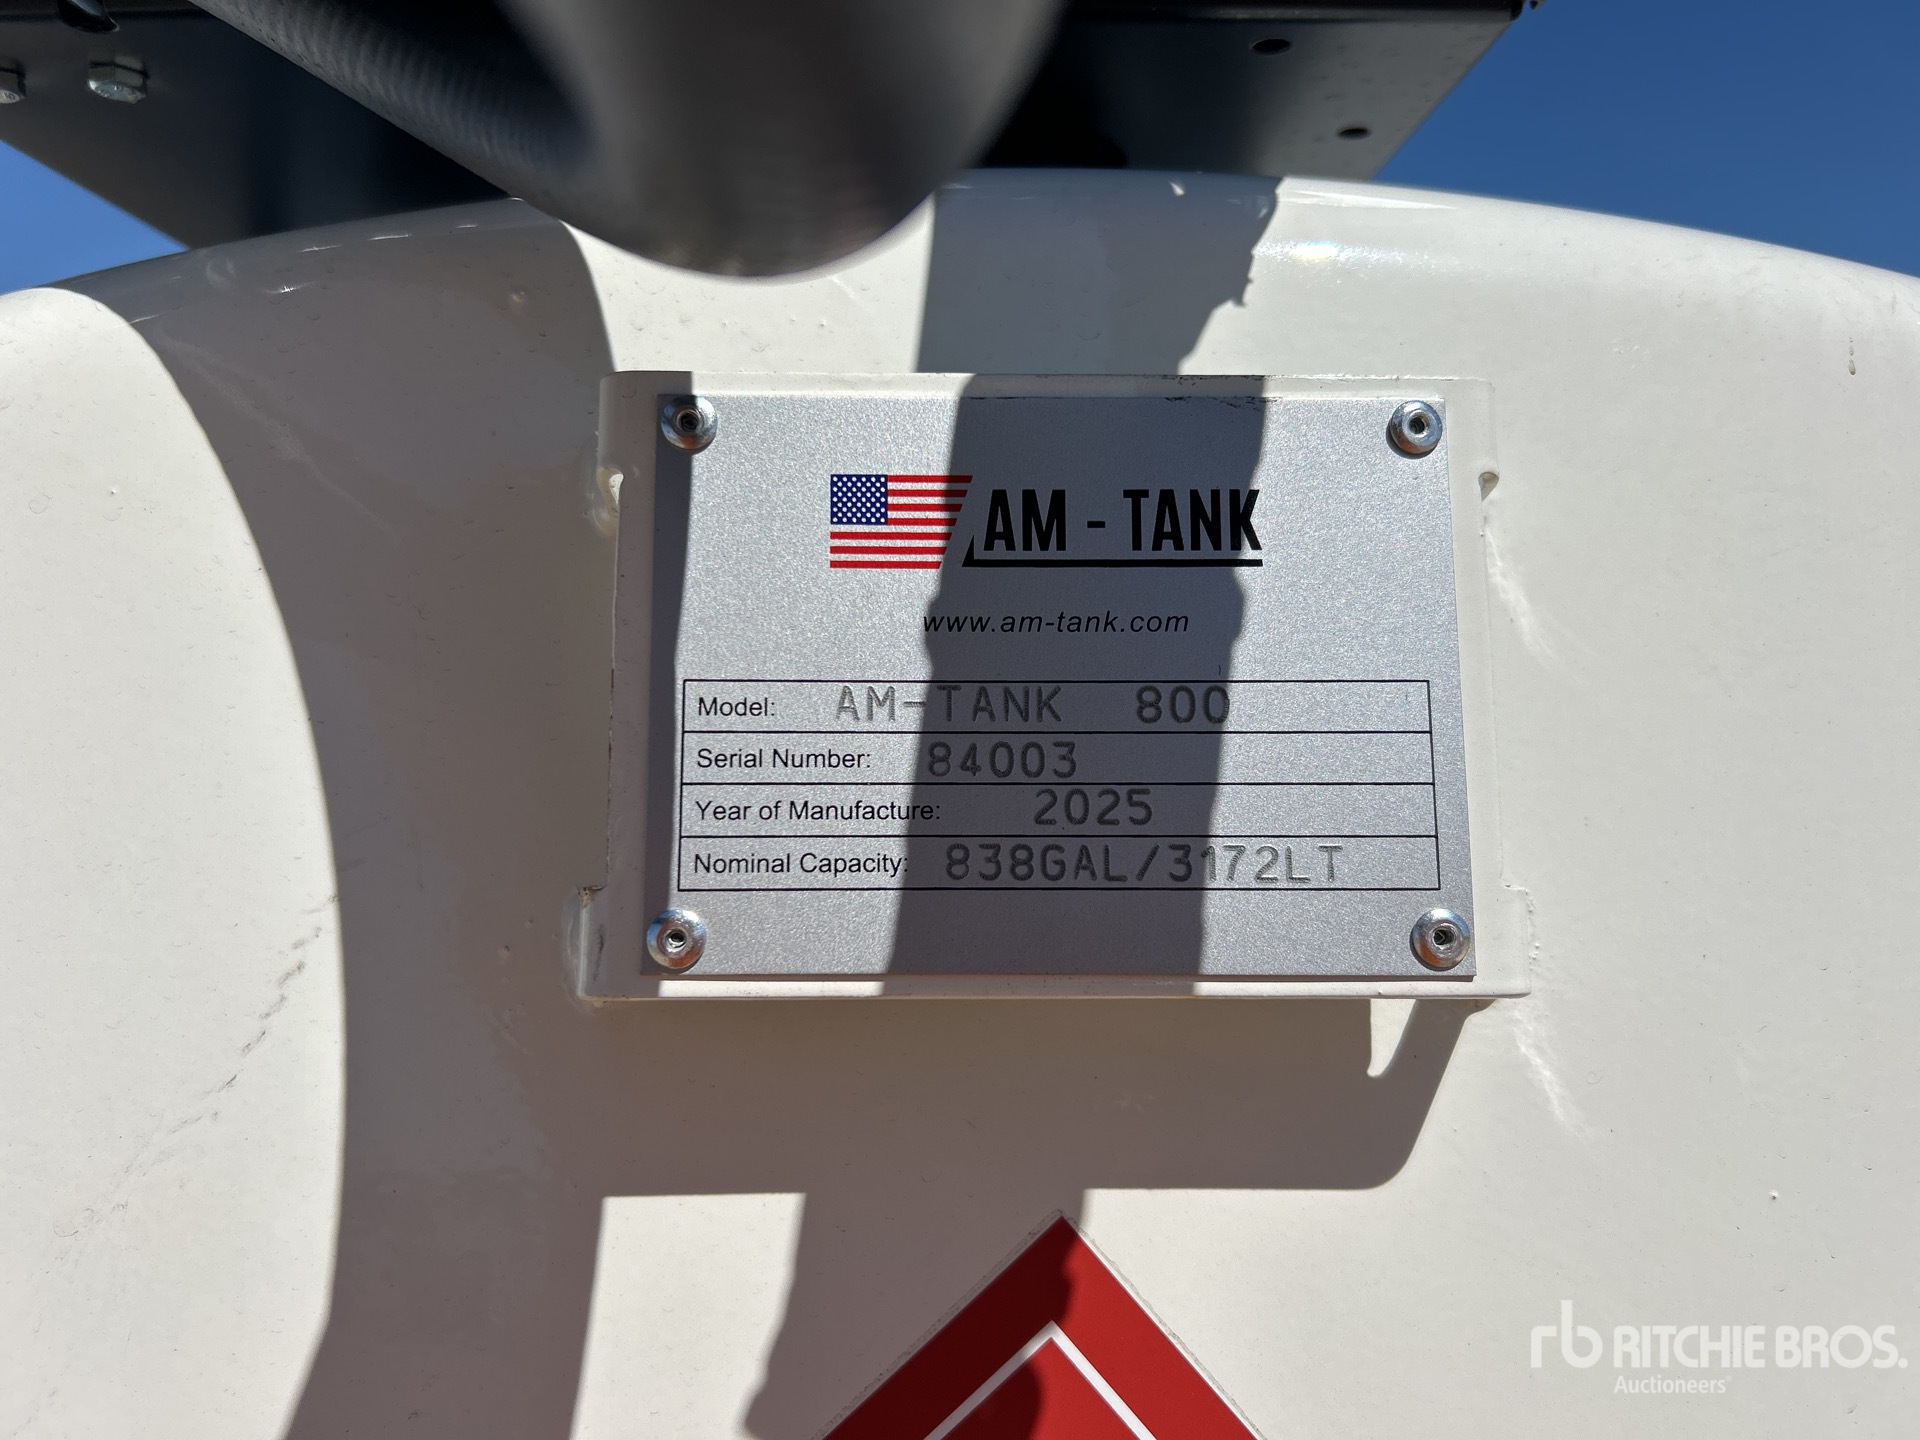 AM - TANK
www.am-tank.com
Model: AM-TANK 800
Serial Number: 84003
Year of Manufacture: 2025
Nominal Capacity: 838GAL/3172LT
rb RITCHIE BROS.
Auctioneers